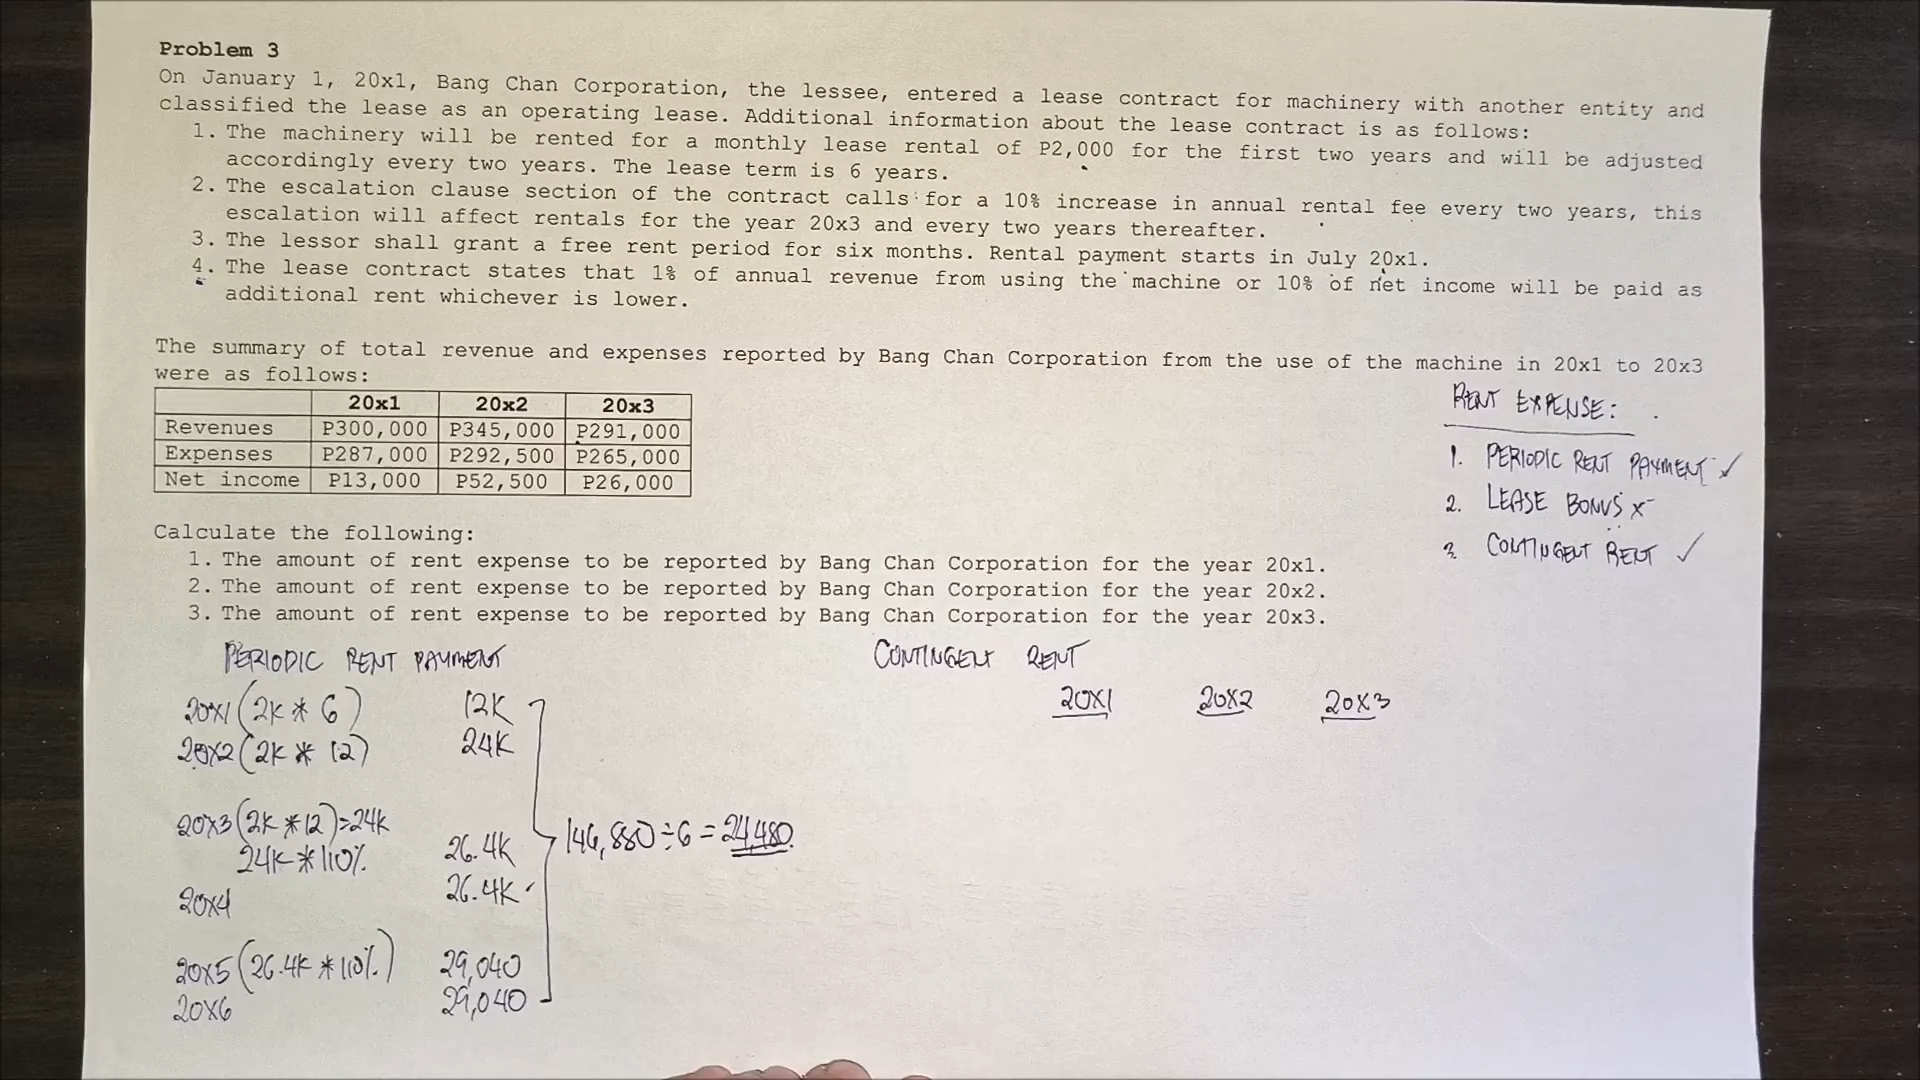 Problem 3
On January 1, 20x1, Bang Chan Corporation, the lessee, entered a lease contract for machinery with another entity and
classified the lease as an operating lease. Additional information about the lease contract is as follows:
1. The machinery will be rented for a monthly lease rental of P2,000 for the first two years and will be adjusted
accordingly every two years. The lease term is 6 years.
2. The escalation clause section of the contract calls for a 10% increase in annual rental fee every two years, this
escalation will affect rentals for the year 20x3 and every two years thereafter.
3. The lessor shall grant a free rent period for six months. Rental payment starts in July 20x1.
4. The lease contract states that 1% of annual revenue from using the machine or 10% of net income will be paid as
additional rent whichever is lower.
The summary of total revenue and expenses reported by Bang Chan Corporation from the use of the machine in 20x1 to 20x3
were as follows:
20x1 20x2 20x3
Revenues P300,000 P345,000 P291,000
Expenses P287,000 P292,500 P265,000
Net income P13,000 P52,500 P26,000
RENT EXPENSE:
1. PERIODIC RENT PAYMENT ✓
2. LEASE BONUS x
3. CONTINGENT RENT ✓
Calculate the following:
1. The amount of rent expense to be reported by Bang Chan Corporation for the year 20x1.
2. The amount of rent expense to be reported by Bang Chan Corporation for the year 20x2.
3. The amount of rent expense to be reported by Bang Chan Corporation for the year 20x3.
PERIODIC RENT PAYMENT
20X1 (2K * 6) 12K
20X2 (2K * 12) 24K
20X3 (2K * 12) = 24K
24K * 110% 26.4K
20X4 26.4K
20X5 (26.4K * 110%) 29,040
20X6 29,040
146,880 ÷ 6 = 24,480
CONTINGENT RENT
20X1 20X2 20X3